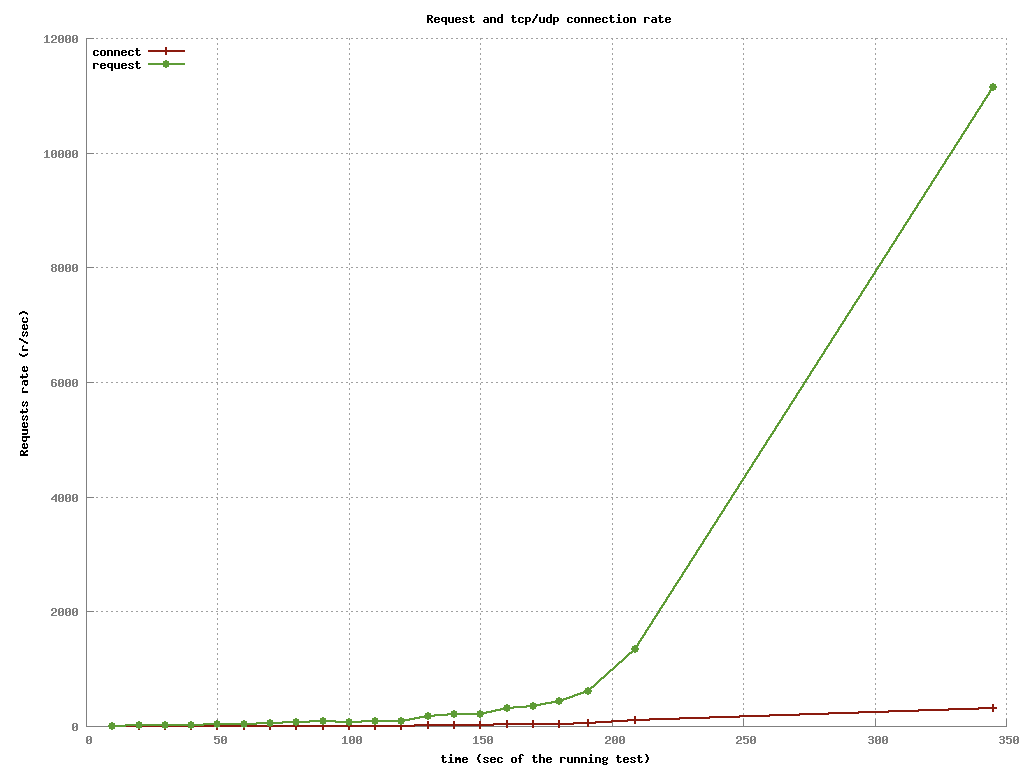 Request and tcp/udp connection rate
connect
request
12000
10000
8000
6000
4000
2000
0
Requests rate (r/sec)
0 50 100 150 200 250 300 350
time (sec of the running test)